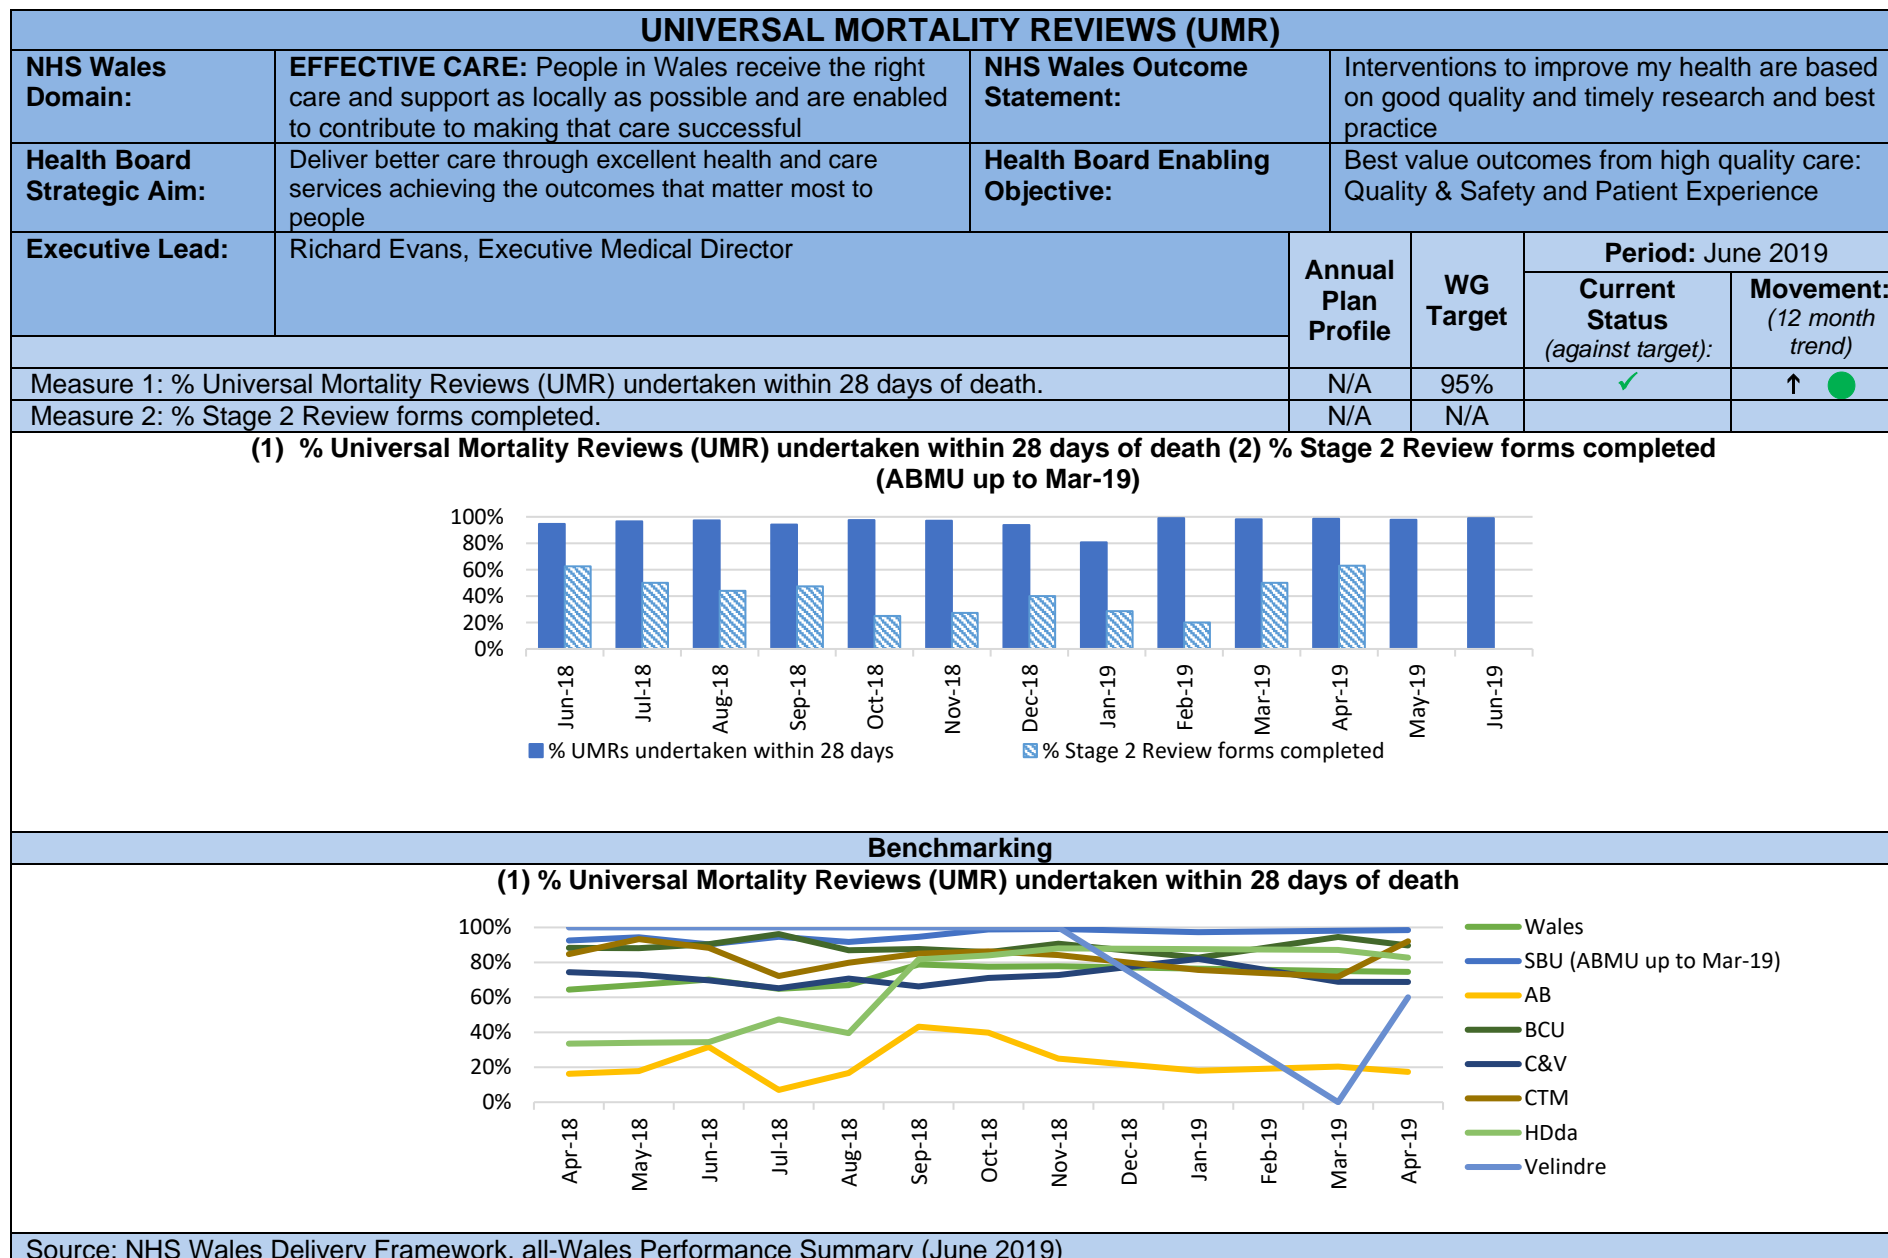 UNIVERSAL MORTALITY REVIEWS (UMR)
NHS Wales
Domain:
EFFECTIVE CARE: People in Wales receive the right
care and support as locally as possible and are enabled
to contribute to making that care successful
NHS Wales Outcome
Statement:
Interventions to improve my health are based
on good quality and timely research and best
practice
Health Board
Strategic Aim:
Deliver better care through excellent health and care
services achieving the outcomes that matter most to
people
Health Board Enabling
Objective:
Best value outcomes from high quality care:
Quality & Safety and Patient Experience
Executive Lead:
Richard Evans, Executive Medical Director
Annual
Plan
Profile
WG
Target
Period: June 2019
Current
Status
(against target):
Movement:
(12 month
trend)
Measure 1: % Universal Mortality Reviews (UMR) undertaken within 28 days of death.
N/A
95%
✓
↑
Measure 2: % Stage 2 Review forms completed.
N/A
N/A
(1) % Universal Mortality Reviews (UMR) undertaken within 28 days of death (2) % Stage 2 Review forms completed
(ABMU up to Mar-19)
100%
80%
60%
40%
20%
0%
Jun-18
Jul-18
Aug-18
Sep-18
Oct-18
Nov-18
Dec-18
Jan-19
Feb-19
Mar-19
Apr-19
May-19
Jun-19
% UMRs undertaken within 28 days
% Stage 2 Review forms completed
Benchmarking
(1) % Universal Mortality Reviews (UMR) undertaken within 28 days of death
100%
80%
60%
40%
20%
0%
Apr-18
May-18
Jun-18
Jul-18
Aug-18
Sep-18
Oct-18
Nov-18
Dec-18
Jan-19
Feb-19
Mar-19
Apr-19
Wales
SBU (ABMU up to Mar-19)
AB
BCU
C&V
CTM
HDda
Velindre
Source: NHS Wales Delivery Framework, all-Wales Performance Summary (June 2019)